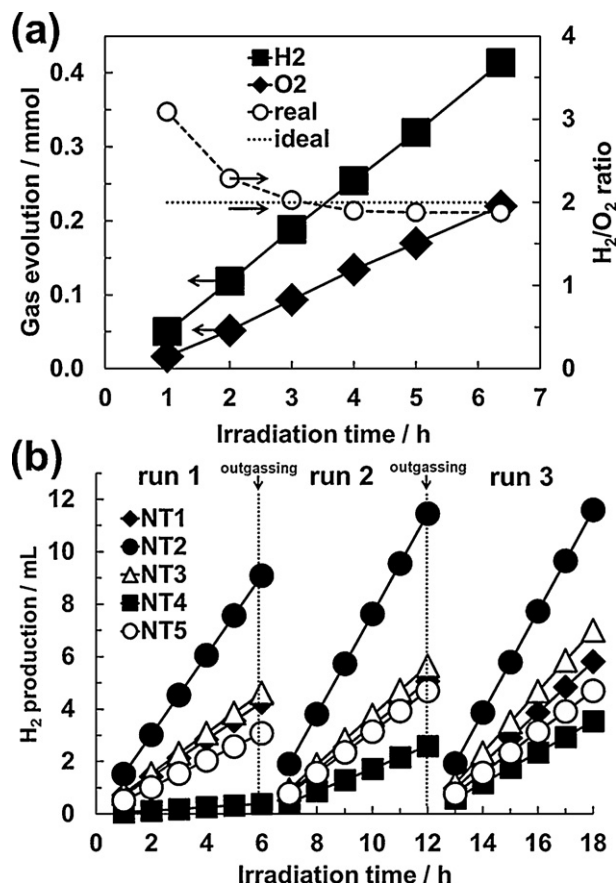 (a)
Gas evolution / mmol
0.4
0.3
0.2
0.1
0.0
H2
O2
real
ideal
4
3
2
1
0
H₂/O₂ ratio
0 1 2 3 4 5 6 7
Irradiation time / h
(b)
run 1 outgassing run 2 outgassing run 3
H₂ production / mL
12
10
8
6
4
2
0
NT1
NT2
NT3
NT4
NT5
0 2 4 6 8 10 12 14 16 18
Irradiation time / h